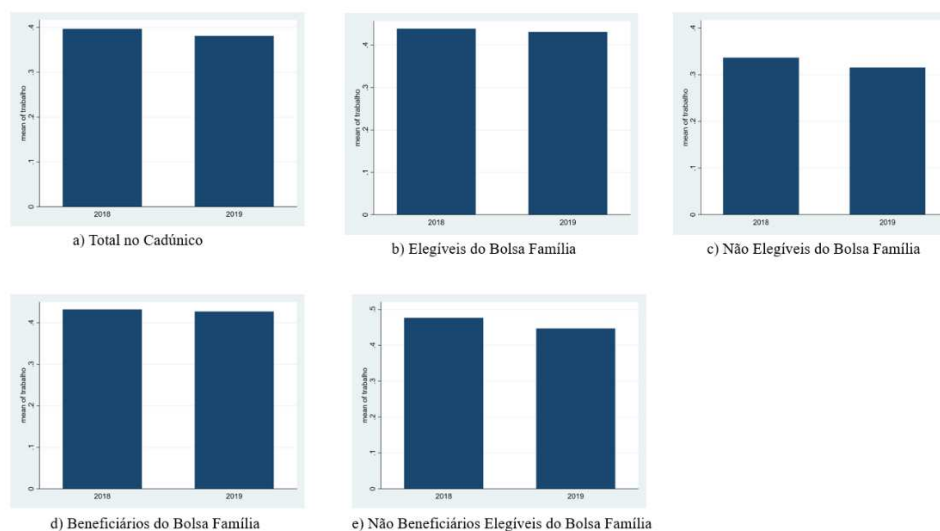 mean of trabalho
0 .1 .2 .3 .4
2018 2019
a) Total no Cadúnico
mean of trabalho
0 .1 .2 .3 .4
2018 2019
b) Elegíveis do Bolsa Família
mean of trabalho
0 .1 .2 .3 .4
2018 2019
c) Não Elegíveis do Bolsa Família
mean of trabalho
0 .1 .2 .3 .4
2018 2019
d) Beneficiários do Bolsa Família
mean of trabalho
0 .1 .2 .3 .4 .5
2018 2019
e) Não Beneficiários Elegíveis do Bolsa Família